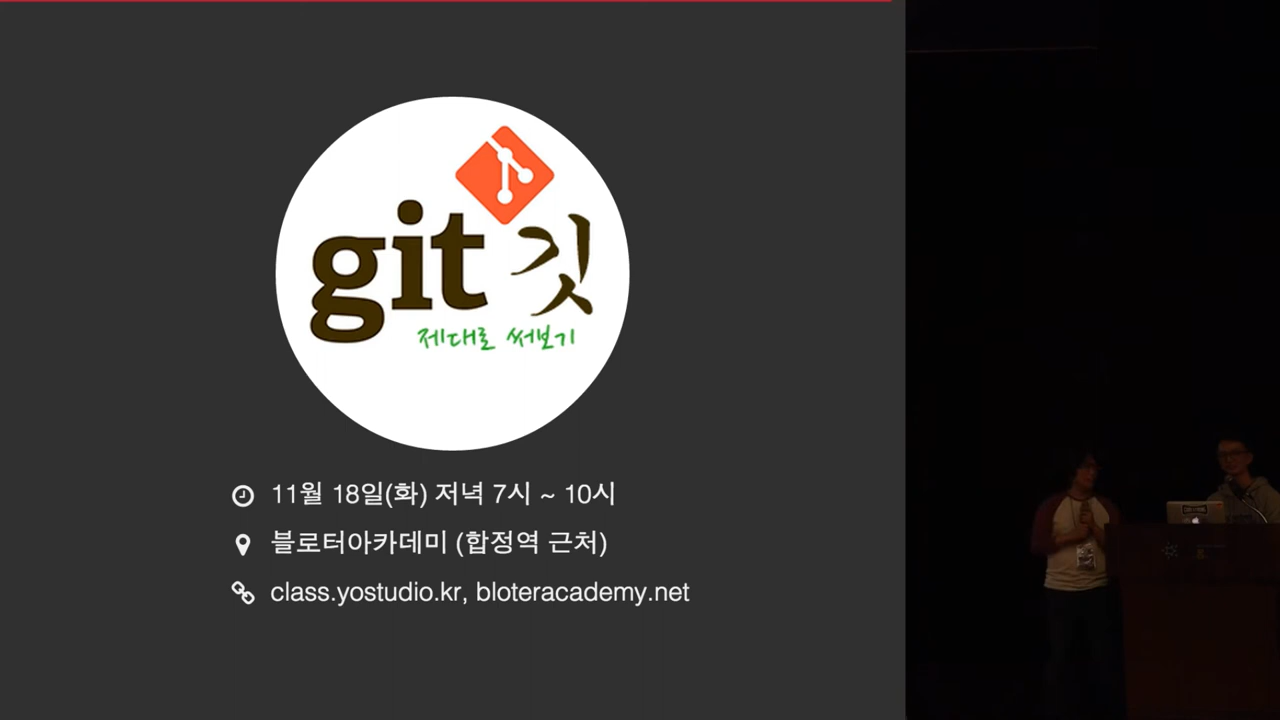 git 깃
제대로 써보기
11월 18일(화) 저녁 7시 ~ 10시
블로터아카데미 (합정역 근처)
class.yostudio.kr, bloteracademy.net